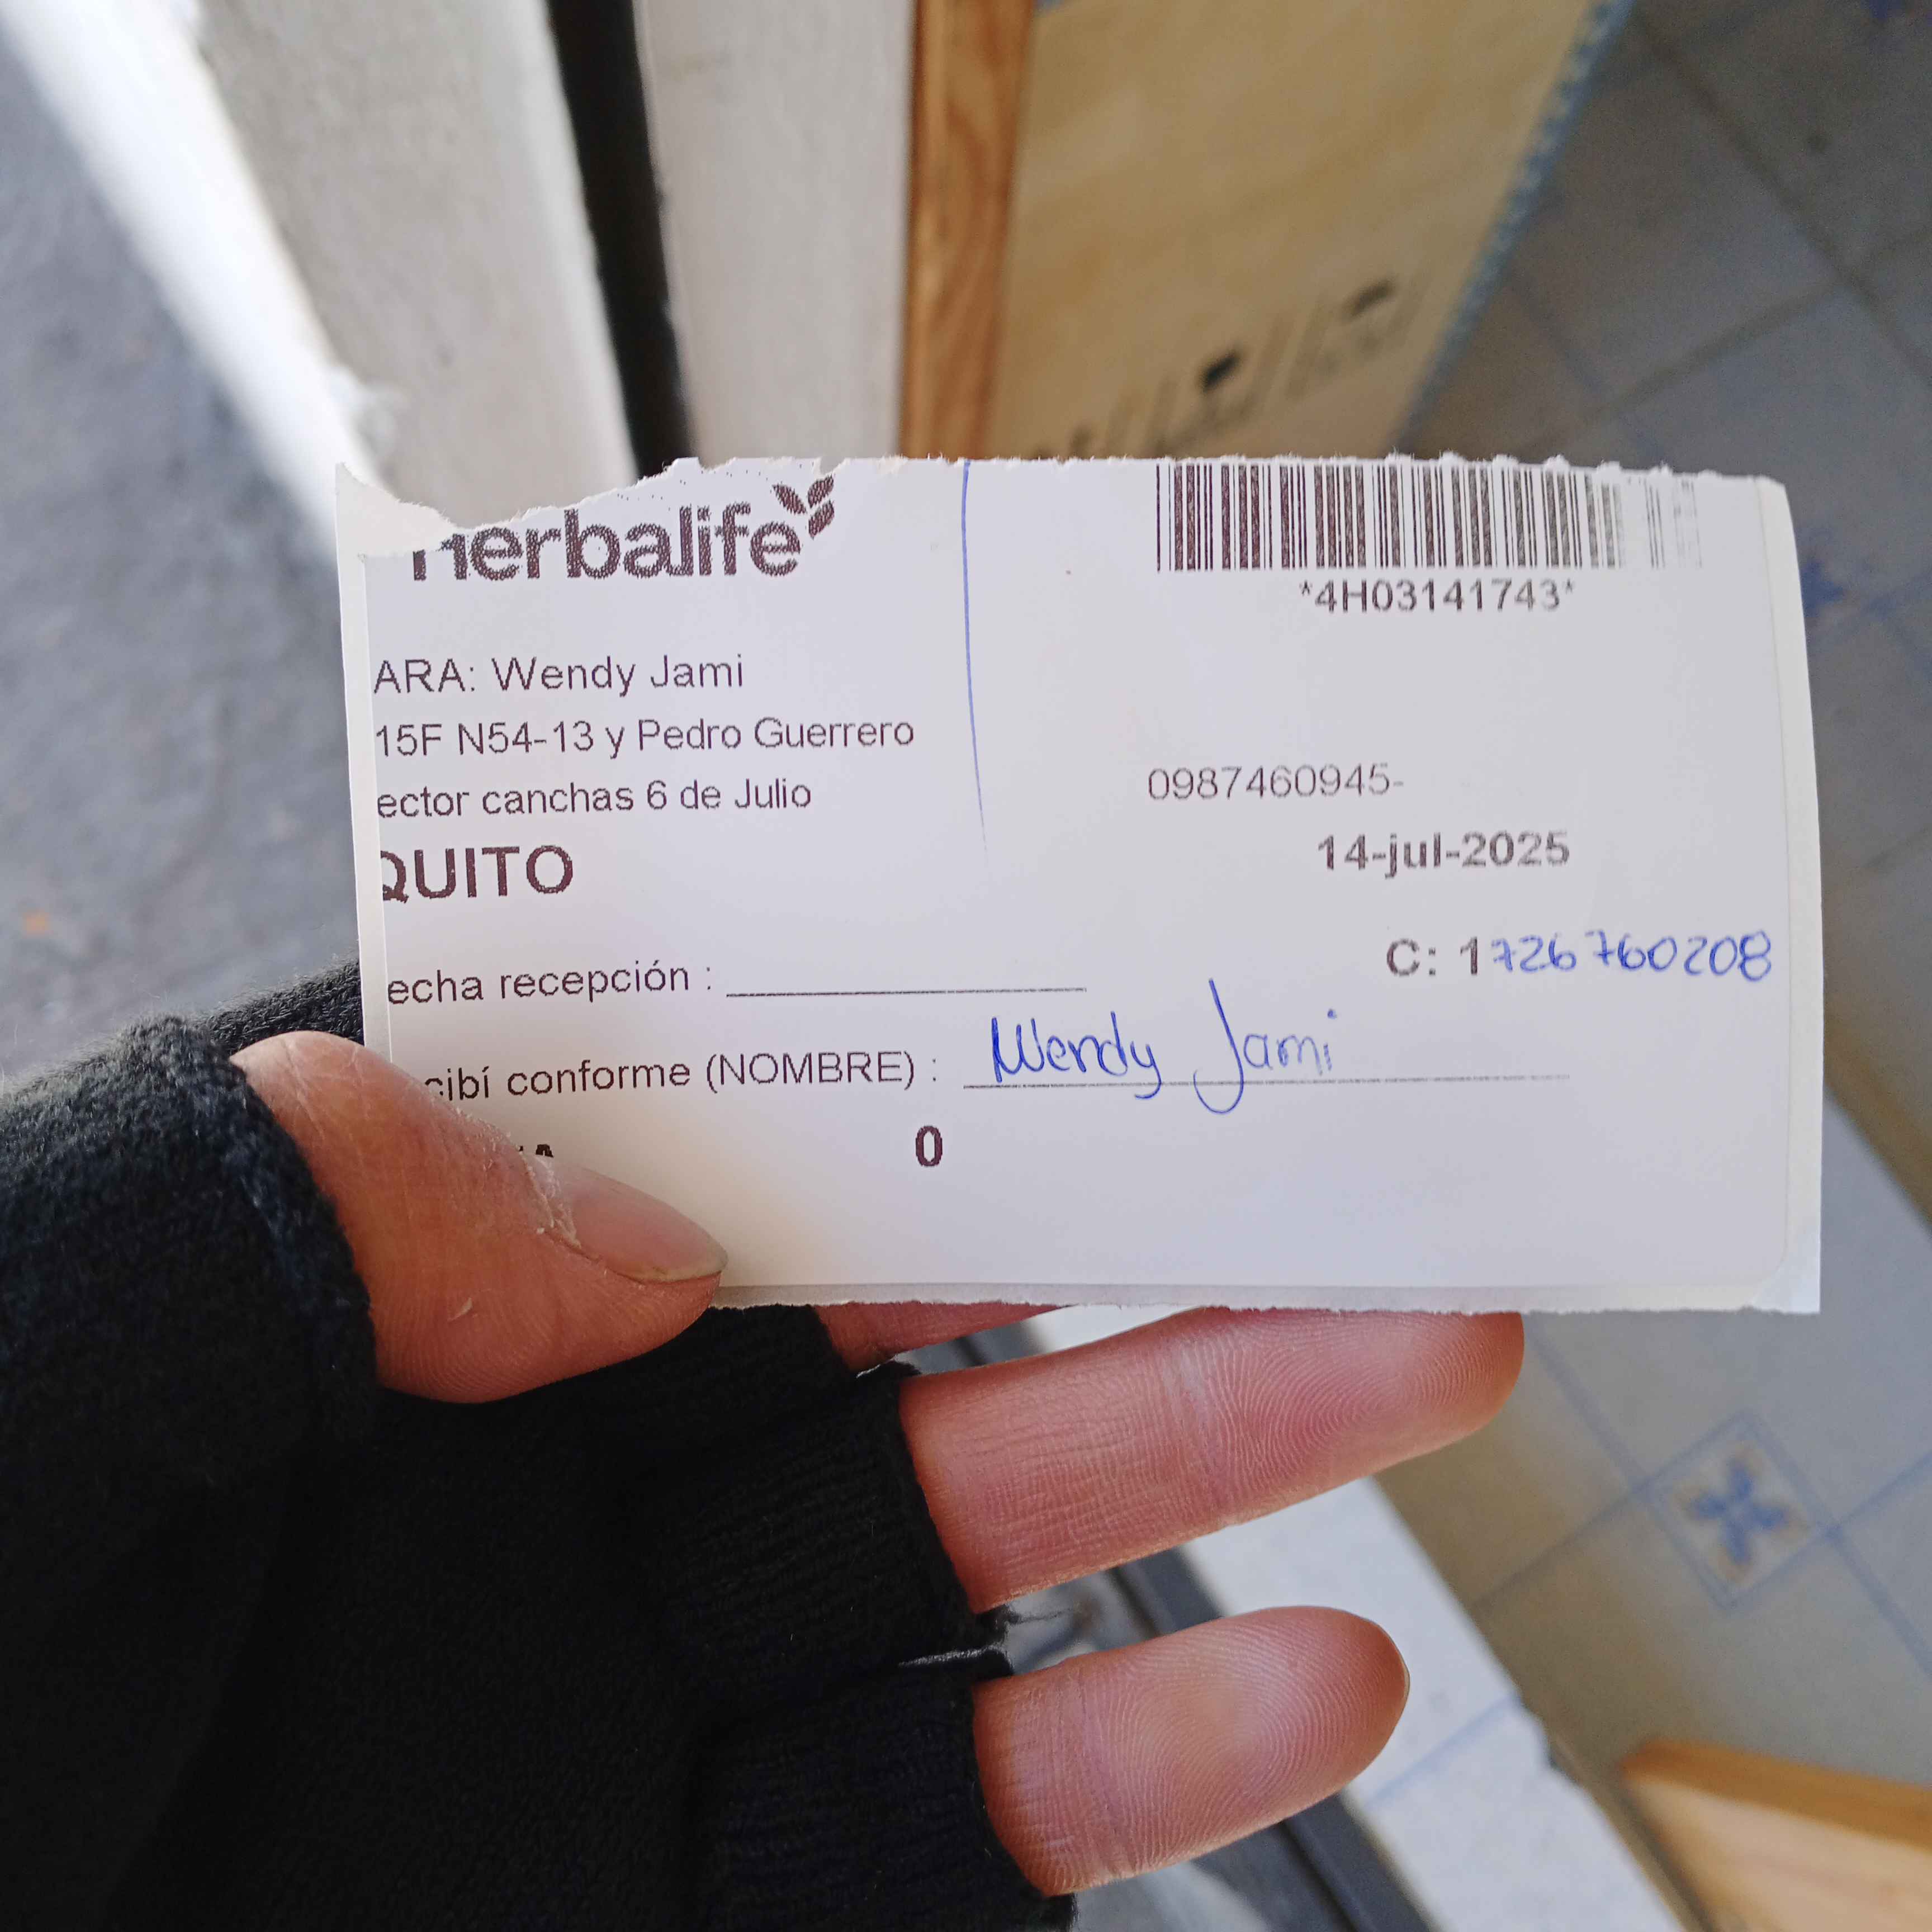 herbalife
*4H03141743*
ARA: Wendy Jami
15F N54-13 y Pedro Guerrero
ector canchas 6 de Julio
0987460945-
QUITO
14-jul-2025
C: 1726760208
echa recepción :
cibí conforme (NOMBRE) : Wendy Jami
0